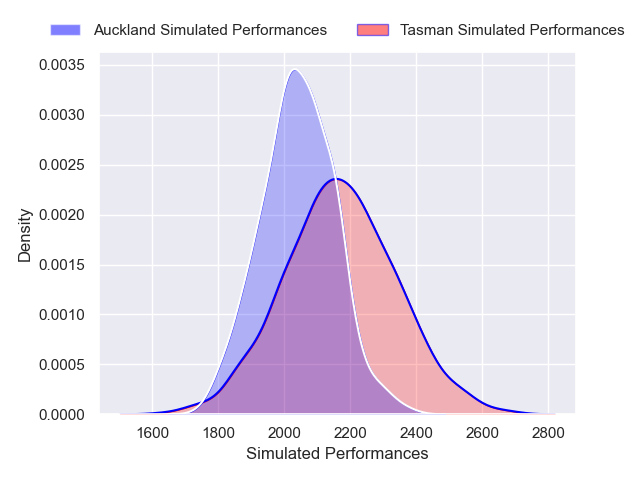 Auckland Simulated Performances Tasman Simulated Performances
0.0035
0.0030
0.0025
0.0020
0.0015
0.0010
0.0005
0.0000
Density
1600 1800 2000 2200 2400 2600 2800
Simulated Performances